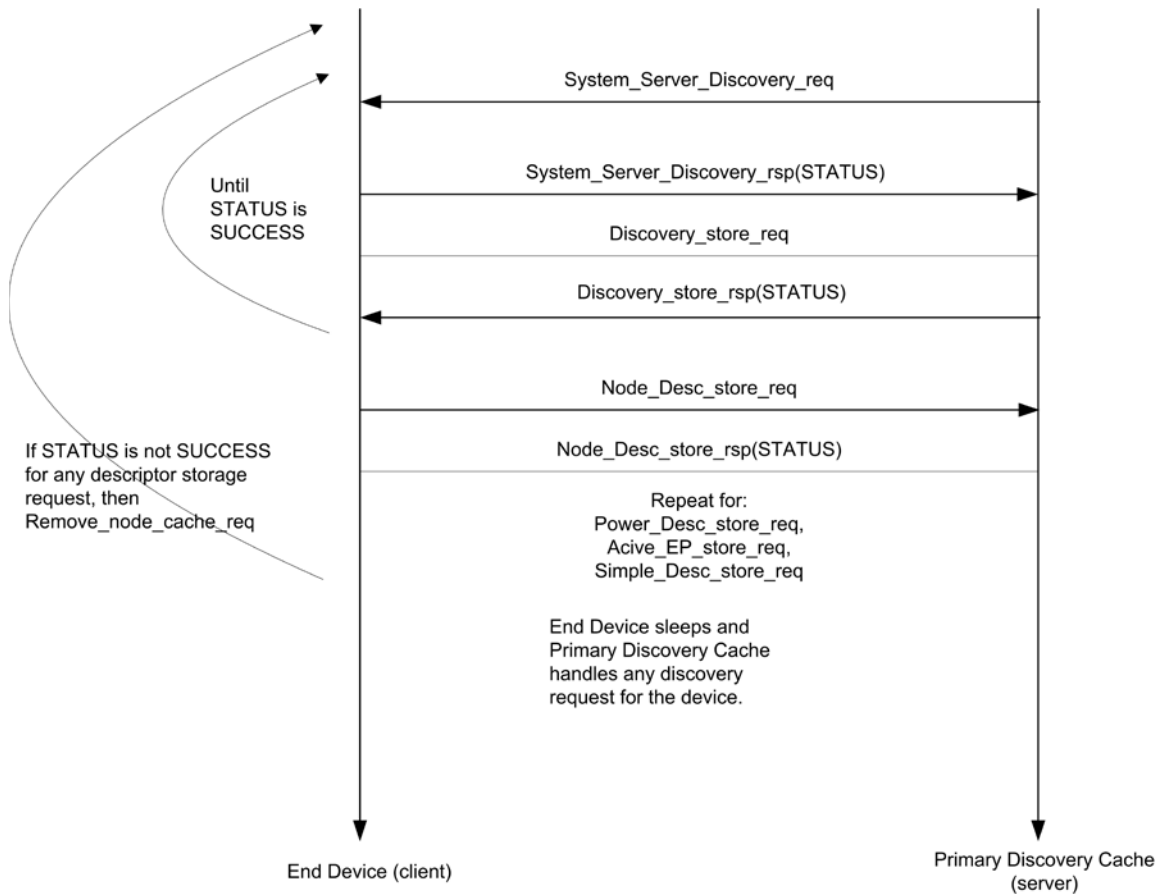 System_Server_Discovery_req
System_Server_Discovery_rsp(STATUS)
Until
STATUS is
SUCCESS
Discovery_store_req
Discovery_store_rsp(STATUS)
Node_Desc_store_req
If STATUS is not SUCCESS
for any descriptor storage
request, then
Remove_node_cache_req
Node_Desc_store_rsp(STATUS)
Repeat for:
Power_Desc_store_req,
Acive_EP_store_req,
Simple_Desc_store_req
End Device sleeps and
Primary Discovery Cache
handles any discovery
request for the device.
End Device (client)
Primary Discovery Cache
(server)